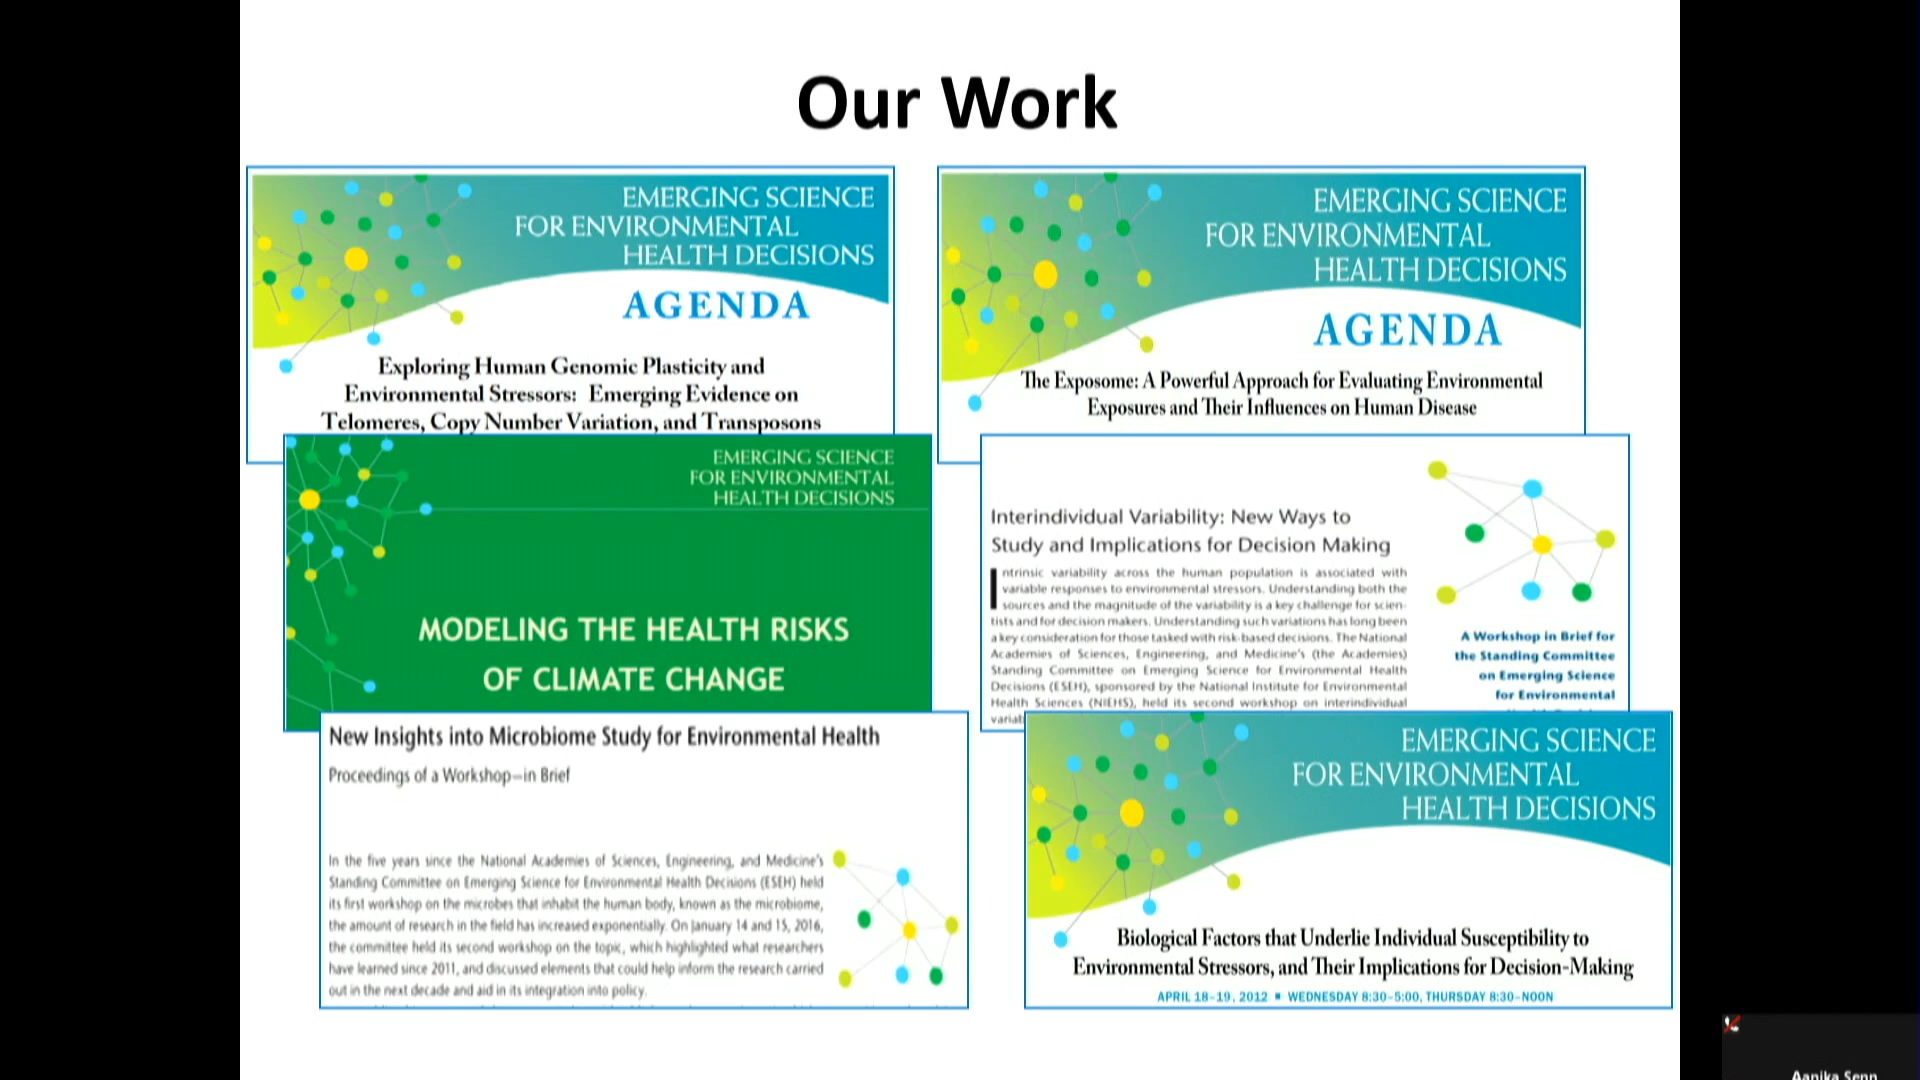 Our Work
EMERGING SCIENCE
FOR ENVIRONMENTAL
HEALTH DECISIONS
AGENDA
Exploring Human Genomic Plasticity and
Environmental Stressors: Emerging Evidence on
Telomeres, Copy Number Variation, and Transposons
EMERGING SCIENCE
FOR ENVIRONMENTAL
HEALTH DECISIONS
AGENDA
The Exposome: A Powerful Approach for Evaluating Environmental
Exposures and Their Influences on Human Disease
EMERGING SCIENCE
FOR ENVIRONMENTAL
HEALTH DECISIONS
MODELING THE HEALTH RISKS
OF CLIMATE CHANGE
Interindividual Variability: New Ways to
Study and Implications for Decision Making
Intrinsic variability across the human population is associated with
variable responses to environmental stressors. Understanding both the
sources and the magnitude of the variability is a key challenge for scien-
tists and for decision makers. Understanding such variations has long been
a key consideration for those tasked with risk-based decisions. The National
Academies of Sciences, Engineering, and Medicine's (the Academies)
Standing Committee on Emerging Science for Environmental Health
Decisions (ESEH), sponsored by the National Institute for Environmental
Health Sciences (NIEHS), held its second workshop on interindividual
A Workshop in Brief for
the Standing Committee
on Emerging Science
for Environmental
New Insights into Microbiome Study for Environmental Health
Proceedings of a Workshop—in Brief
In the five years since the National Academies of Sciences, Engineering, and Medicine's
Standing Committee on Emerging Science for Environmental Health Decisions (ESEH) held
its first workshop on the microbes that inhabit the human body, known as the microbiome,
the amount of research in the field has increased exponentially. On January 14 and 15, 2016,
the committee held its second workshop on the topic, which highlighted what researchers
have learned since 2011, and discussed elements that could help inform the research carried
out in the next decade and aid in its integration into policy.
EMERGING SCIENCE
FOR ENVIRONMENTAL
HEALTH DECISIONS
Biological Factors that Underlie Individual Susceptibility to
Environmental Stressors, and Their Implications for Decision-Making
APRIL 18–19, 2012 ■ WEDNESDAY 8:30–5:00, THURSDAY 8:30–NOON